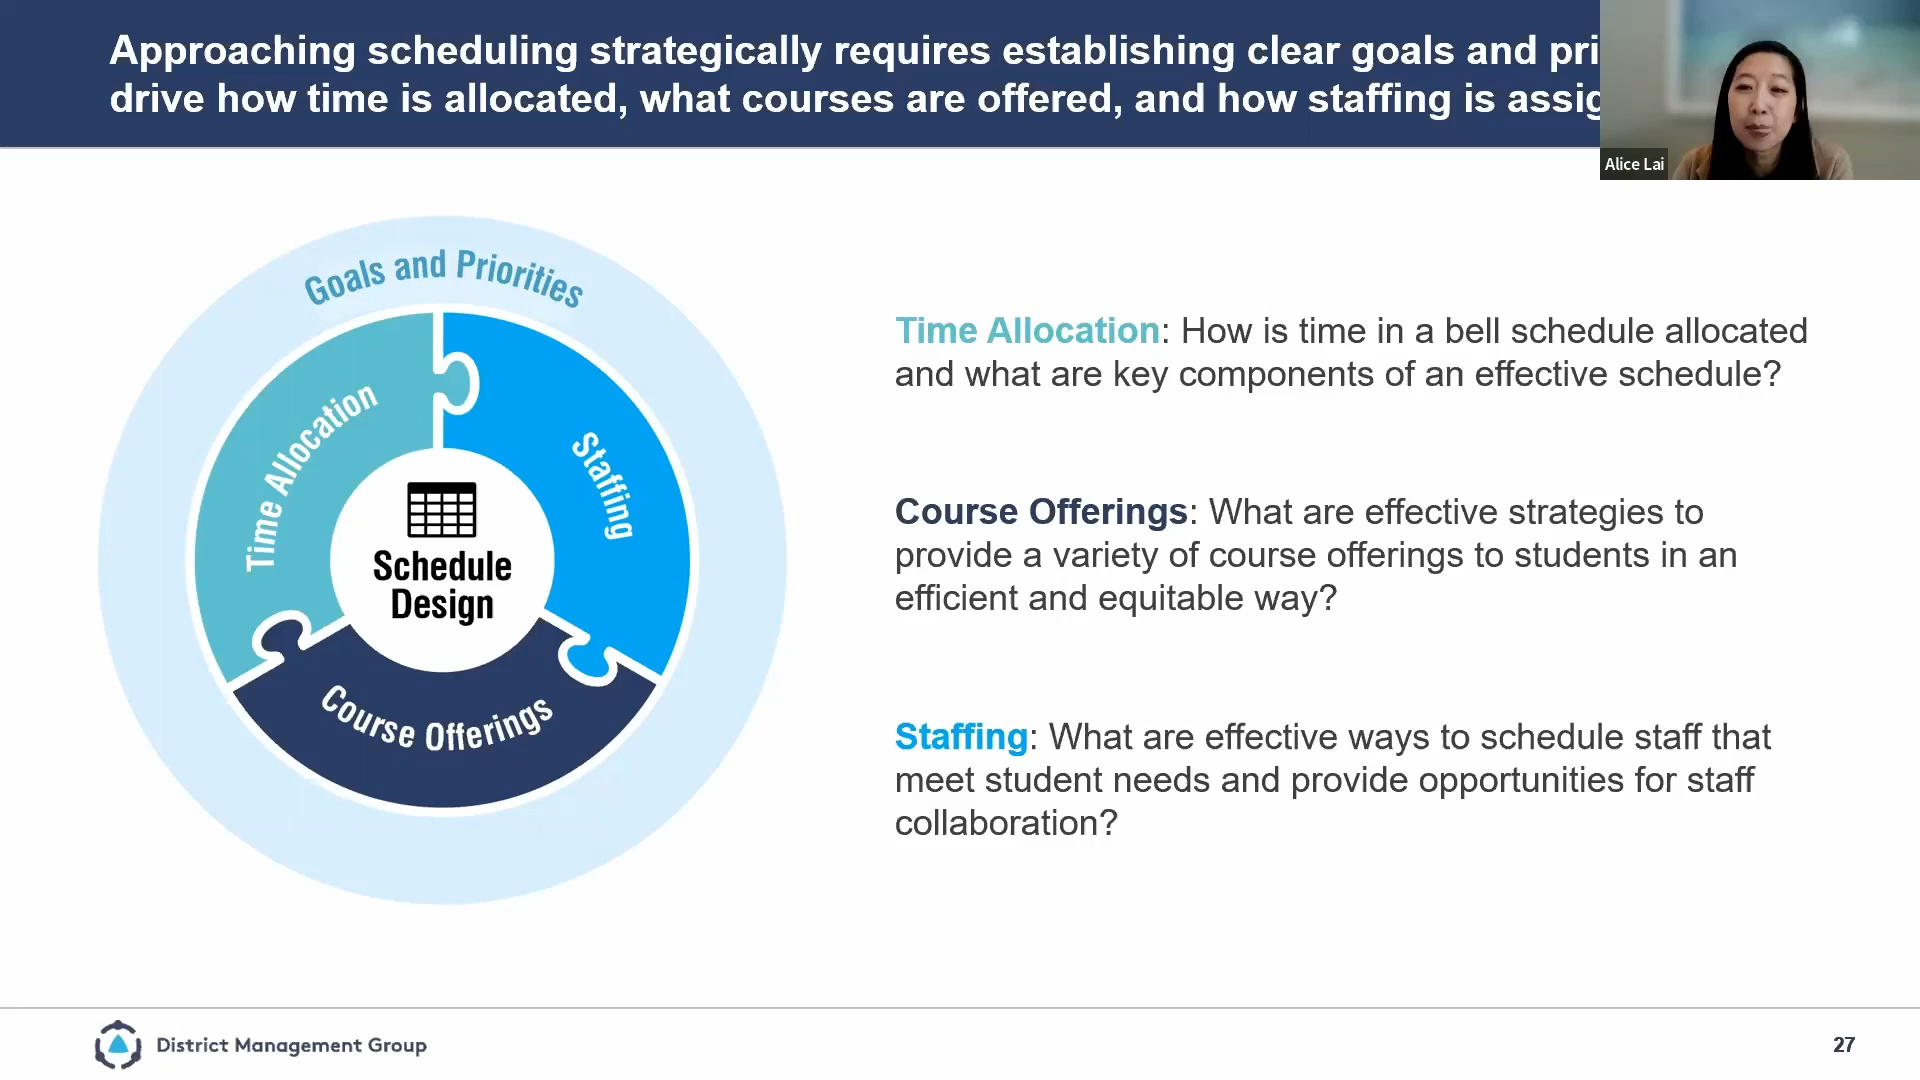 Approaching scheduling strategically requires establishing clear goals and
drive how time is allocated, what courses are offered, and how staffing is
Alice Lai
Goals and Priorities
Time Allocation
Staffing
Schedule
Design
Course Offerings
Time Allocation: How is time in a bell schedule allocated
and what are key components of an effective schedule?
Course Offerings: What are effective strategies to
provide a variety of course offerings to students in an
efficient and equitable way?
Staffing: What are effective ways to schedule staff that
meet student needs and provide opportunities for staff
collaboration?
District Management Group
27